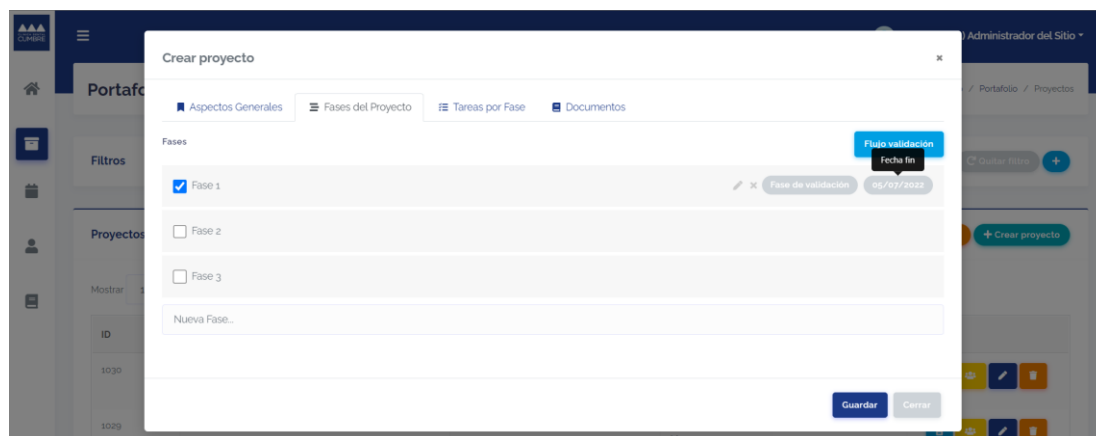 CUMBRE
) Administrador del Sitio
Crear proyecto
×
Portafo
/ Portafolio / Proyectos
Aspectos Generales
Fases del Proyecto
Tareas por Fase
Documentos
Fases
Flujo validación
Fecha fin
Filtros
Quitar filtro
+
Fase 1
Fase de validación
05/07/2022
Proyectos
Fase 2
+ Crear proyecto
Fase 3
Mostrar
Nueva Fase..
ID
1030
Guardar
Cerrar
1029